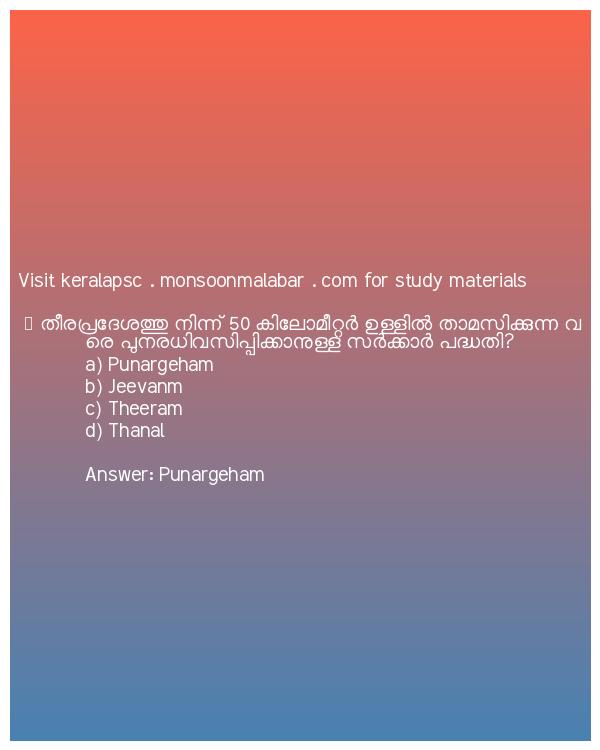 Visit keralapsc . monsoonmalabar . com for study materials
തീരപ്രദേശത്തു നിന്ന് 50 കിലോമീറ്റർ ഉള്ളിൽ താമസിക്കുന്ന വ
രെ പുനരധിവസിപ്പിക്കാനുള്ള സർക്കാർ പദ്ധതി?
a) Punargeham
b) Jeevanm
c) Theeram
d) Thanal
Answer: Punargeham